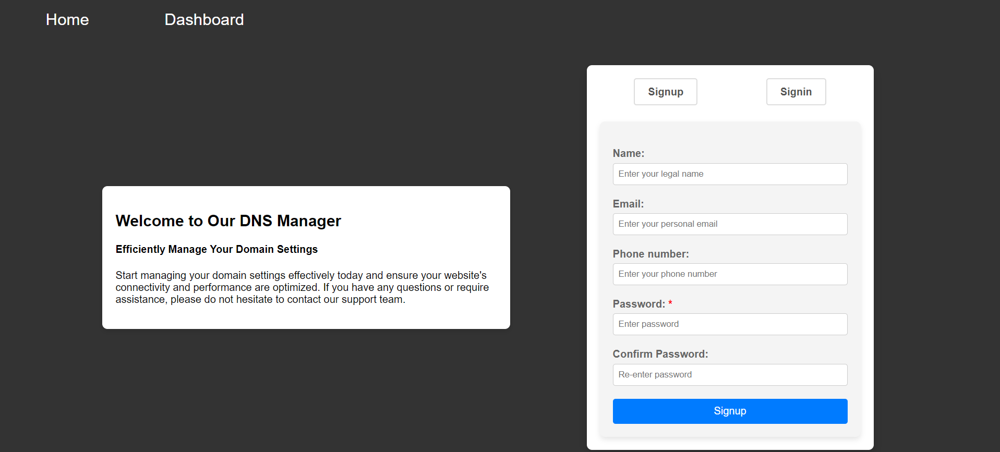 Home Dashboard
Welcome to Our DNS Manager
Efficiently Manage Your Domain Settings
Start managing your domain settings effectively today and ensure your website's
connectivity and performance are optimized. If you have any questions or require
assistance, please do not hesitate to contact our support team.
Signup Signin
Name:
Enter your legal name
Email:
Enter your personal email
Phone number:
Enter your phone number
Password: *
Enter password
Confirm Password:
Re-enter password
Signup